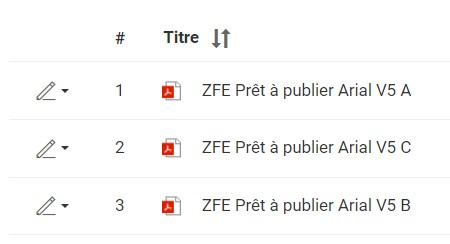 # Titre
1 ZFE Prêt à publier Arial V5 A
2 ZFE Prêt à publier Arial V5 C
3 ZFE Prêt à publier Arial V5 B